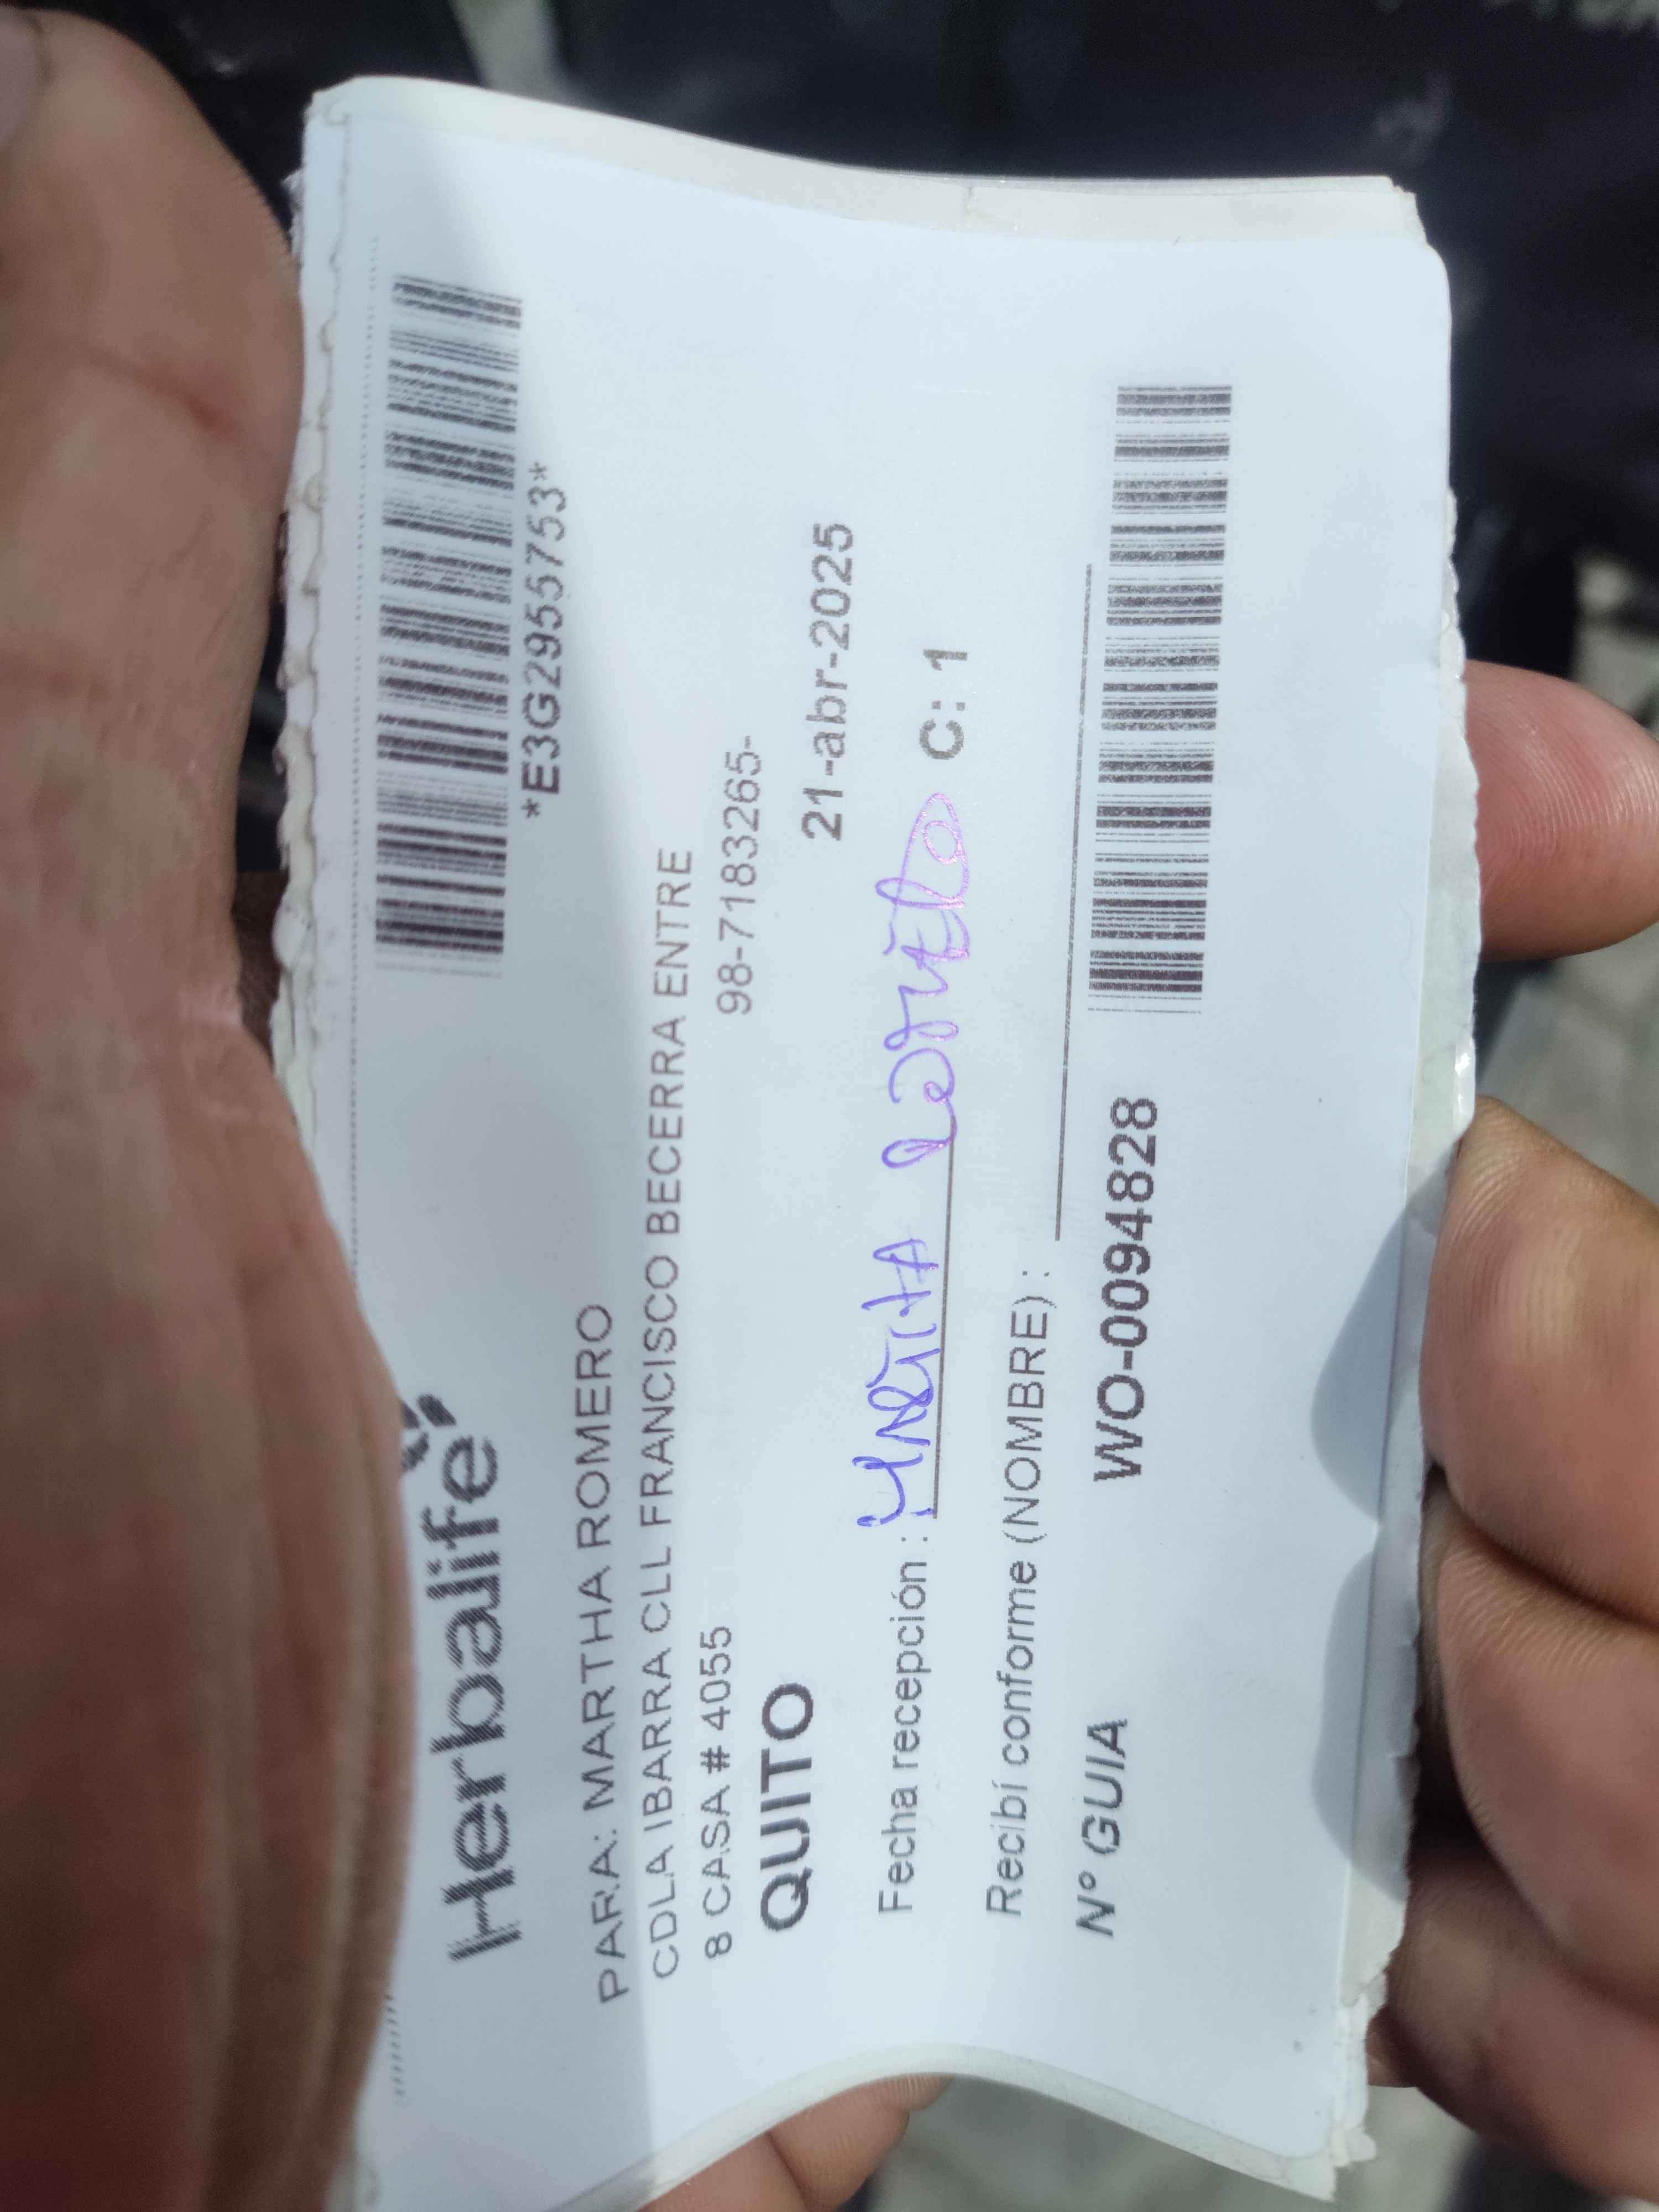 Herbalife
*E3G2955753*
PARA: MARTHA ROMERO
CDLA IBARRA CLL FRANCISCO BECERRA ENTRE
8 CASA # 4055 98-7183265-
QUITO 21-abr-2025
Fecha recepción : C: 1
Recibí conforme (NOMBRE) :
N° GUIA WO-0094828